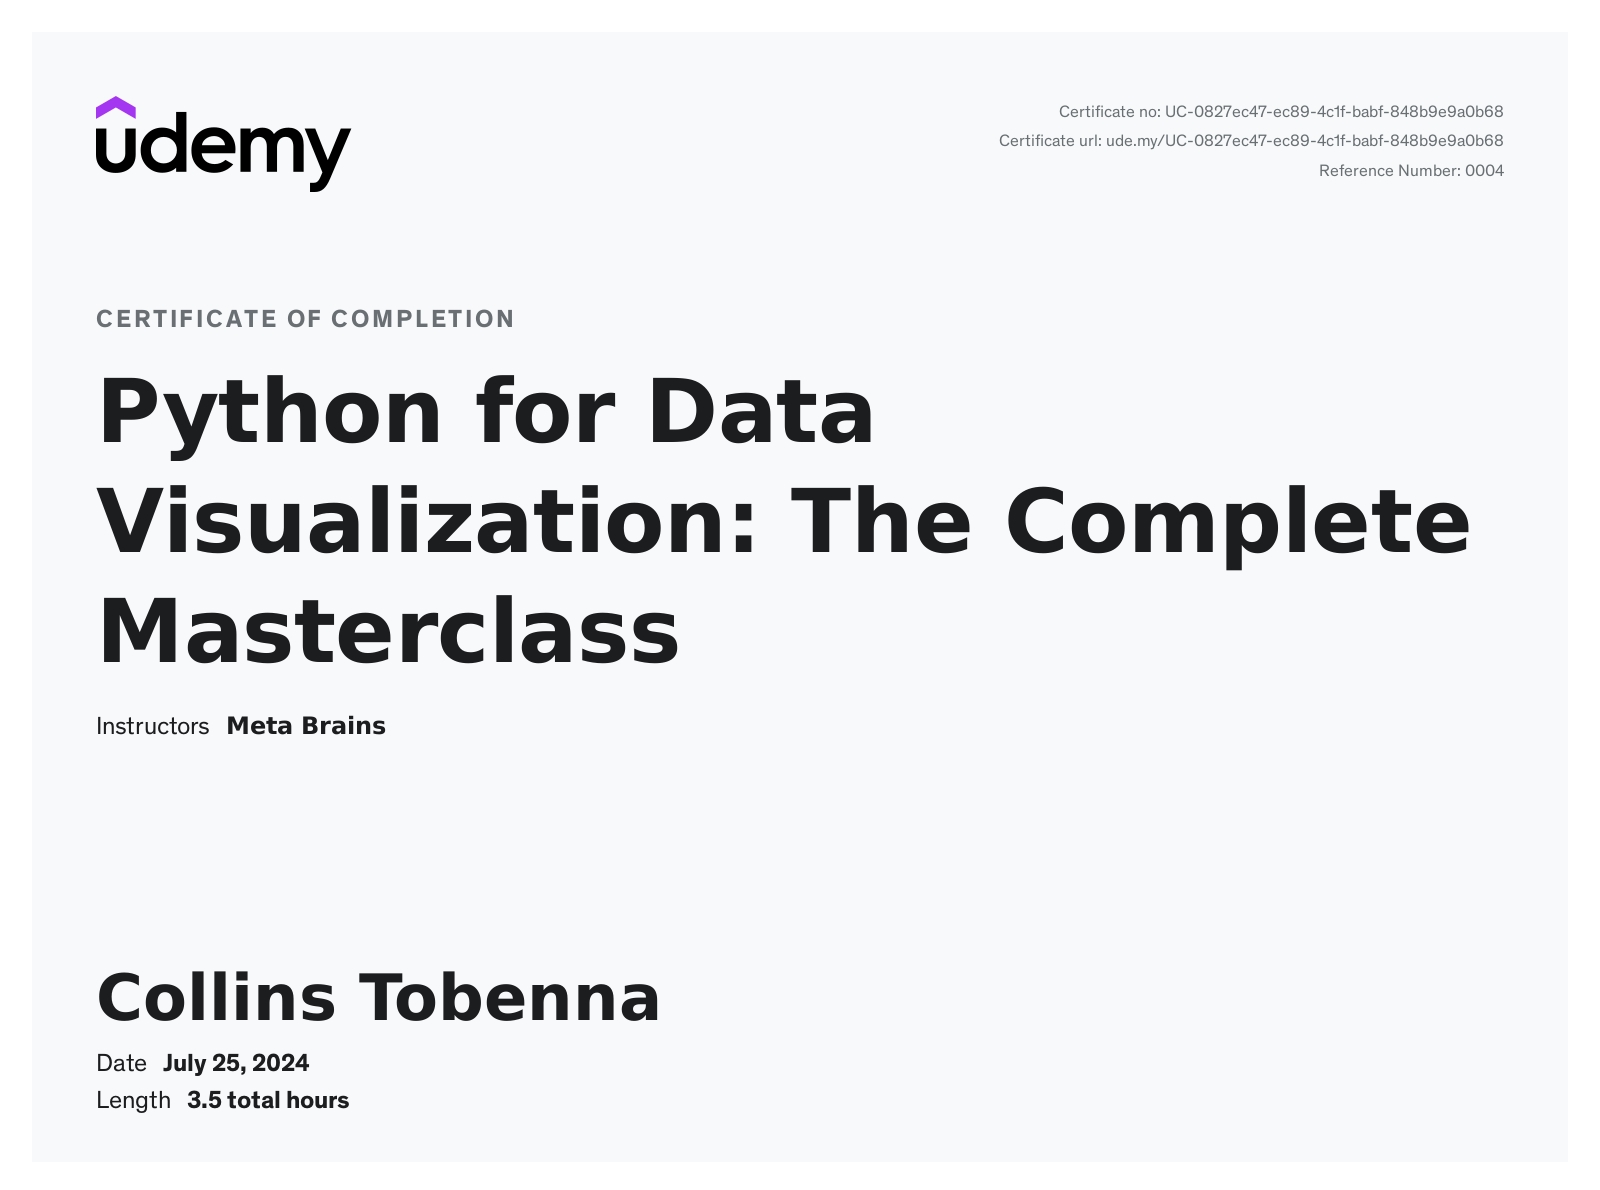 udemy
Certificate no: UC-0827ec47-ec89-4c1f-babf-848b9e9a0b68
Certificate url: ude.my/UC-0827ec47-ec89-4c1f-babf-848b9e9a0b68
Reference Number: 0004
CERTIFICATE OF COMPLETION
Python for Data
Visualization: The Complete
Masterclass
Instructors Meta Brains
Collins Tobenna
Date July 25, 2024
Length 3.5 total hours